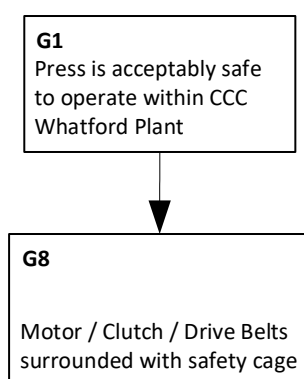 G1
Press is acceptably safe
to operate within CCC
Whatford Plant
G8
Motor / Clutch / Drive Belts
surrounded with safety cage